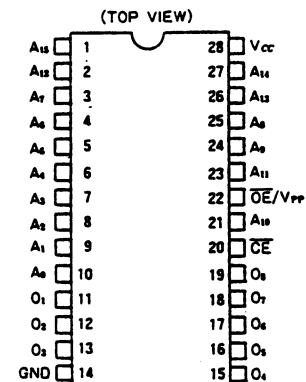 (TOP VIEW)
A₁₅ 1 28 Vcc
A₁₂ 2 27 A₁₄
A₇ 3 26 A₁₃
A₆ 4 25 A₈
A₅ 5 24 A₉
A₄ 6 23 A₁₁
A₃ 7 22 O̅E̅/Vpp
A₂ 8 21 A₁₀
A₁ 9 20 C̅E̅
A₀ 10 19 O₈
O₁ 11 18 O₇
O₂ 12 17 O₆
O₃ 13 16 O₅
GND 14 15 O₄